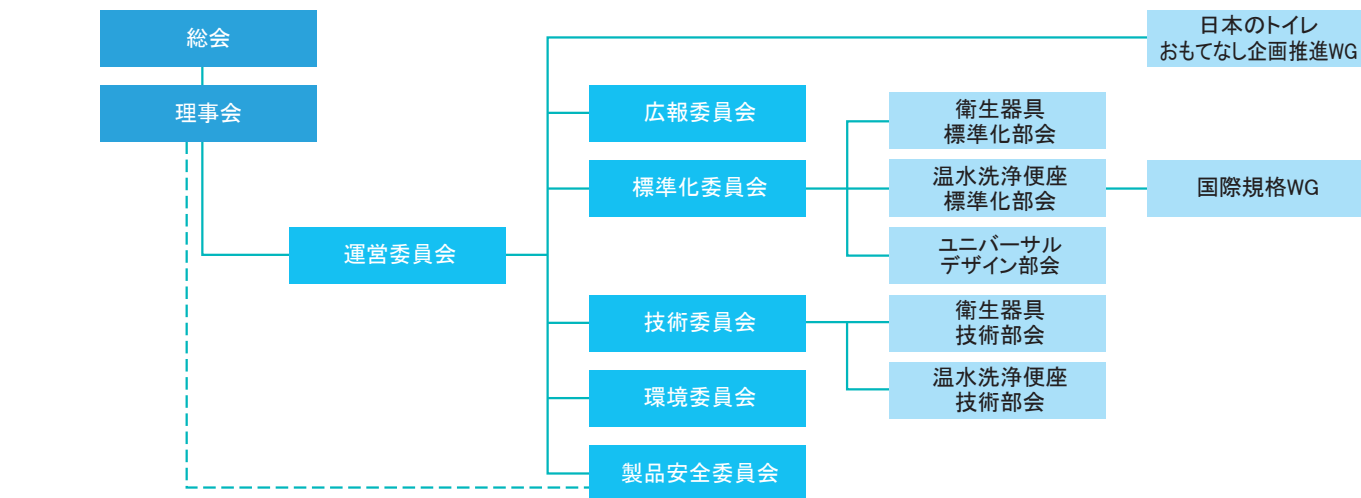 総会
理事会
運営委員会
日本のトイレ
おもてなし企画推進WG
広報委員会
標準化委員会
衛生器具
標準化部会
温水洗浄便座
標準化部会
国際規格WG
ユニバーサル
デザイン部会
技術委員会
衛生器具
技術部会
温水洗浄便座
技術部会
環境委員会
製品安全委員会